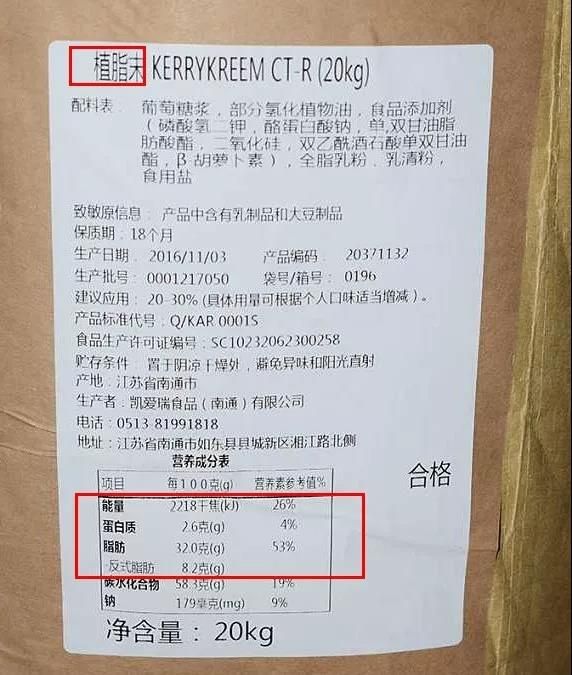 植脂末 KERRYKREEM CT-R (20kg)
配料表： 葡萄糖浆，部分氢化植物油，食品添加剂
（磷酸氢二钾，酪蛋白酸钠，单,双甘油脂
肪酸酯，二氧化硅，双乙酰酒石酸单双甘油
酯，β 胡萝卜素），全脂乳粉，乳清粉，
食用盐
致敏原信息： 产品中含有乳制品和大豆制品
保质期：18个月
生产日期： 2016/11/03 产品编码： 20371132
生产批号： 0001217050 袋号/箱号： 0196
建议应用： 20-30% (具体用量可根据个人口味适当增减)。
产品标准代号：Q/KAR 0001S
食品生产许可证编号：SC10232062300258
贮存条件： 置于阴凉干燥处，避免异味和阳光直射
产地：江苏省南通市
生产者：凯爱瑞食品（南通）有限公司
电话：0513-81991818
地址：江苏省南通市如东县县城新区湘江路北侧
营养成分表
项目 每100克(g) 营养素参考值%
能量 2218千焦(kJ) 26%
蛋白质 2.6克(g) 4%
脂肪 32.0克(g) 53%
-反式脂肪 8.2克(g)
碳水化合物 58.3克(g) 19%
钠 179毫克(mg) 9%
合格
净含量：20kg